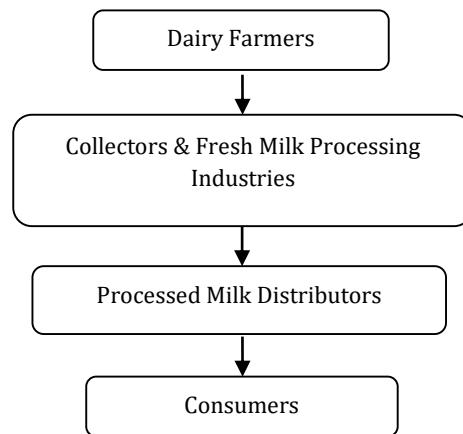 Dairy Farmers
Collectors & Fresh Milk Processing
Industries
Processed Milk Distributors
Consumers